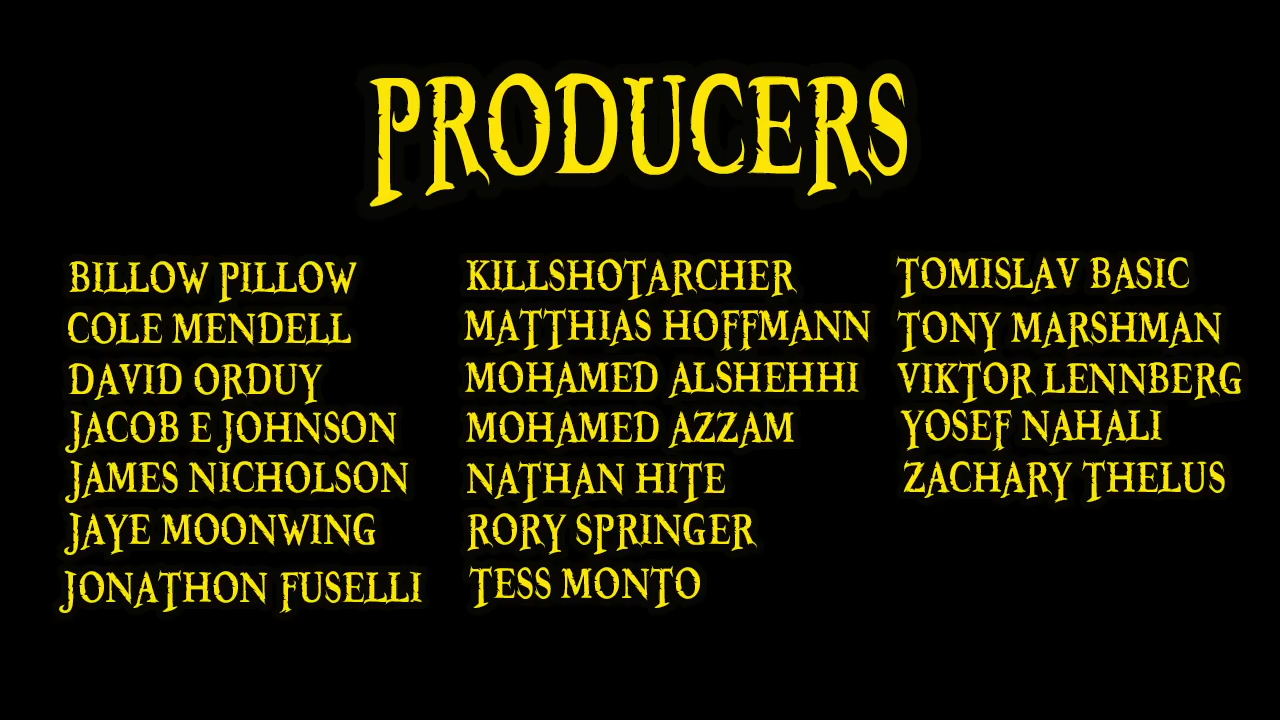 PRODUCERS
BILLOW PILLOW
COLE MENDELL
DAVID ORDUY
JACOB E JOHNSON
JAMES NICHOLSON
JAYE MOONWING
JONATHON FUSELLI
KILLSHOTARCHER
MATTHIAS HOFFMANN
MOHAMED ALSHEHHI
MOHAMED AZZAM
NATHAN HITE
RORY SPRINGER
TESS MONTO
TOMISLAV BASIC
TONY MARSHMAN
VIKTOR LENNBERG
YOSEF NAHALI
ZACHARY THELUS